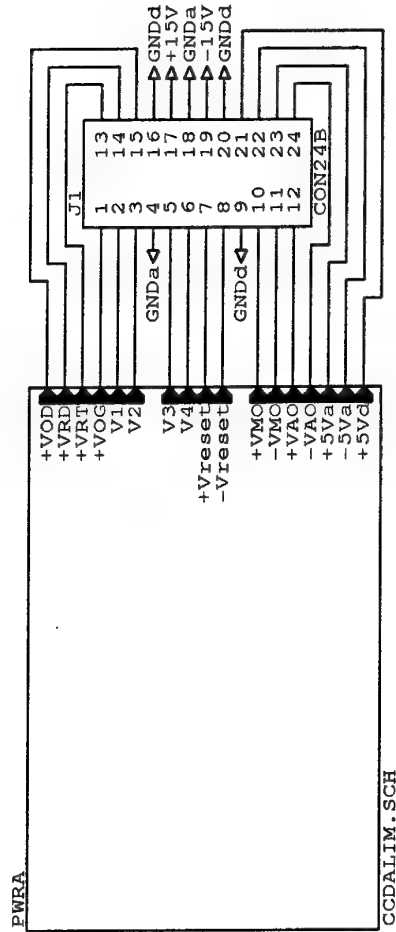 PWRA
CCDALIM.SCH
+VOD
+VRD
+VRT
+VOG
V1
V2
V3
V4
+Vreset
-Vreset
+VMO
-VMO
+VAO
-VAO
+5Va
-5Va
+5Vd
GNDa
GNDd
J1
1 13
2 14
3 15
4 16
5 17
6 18
7 19
8 20
9 21
10 22
11 23
12 24
CON24B
GNDd
+15V
GNDa
-15V
GNDd